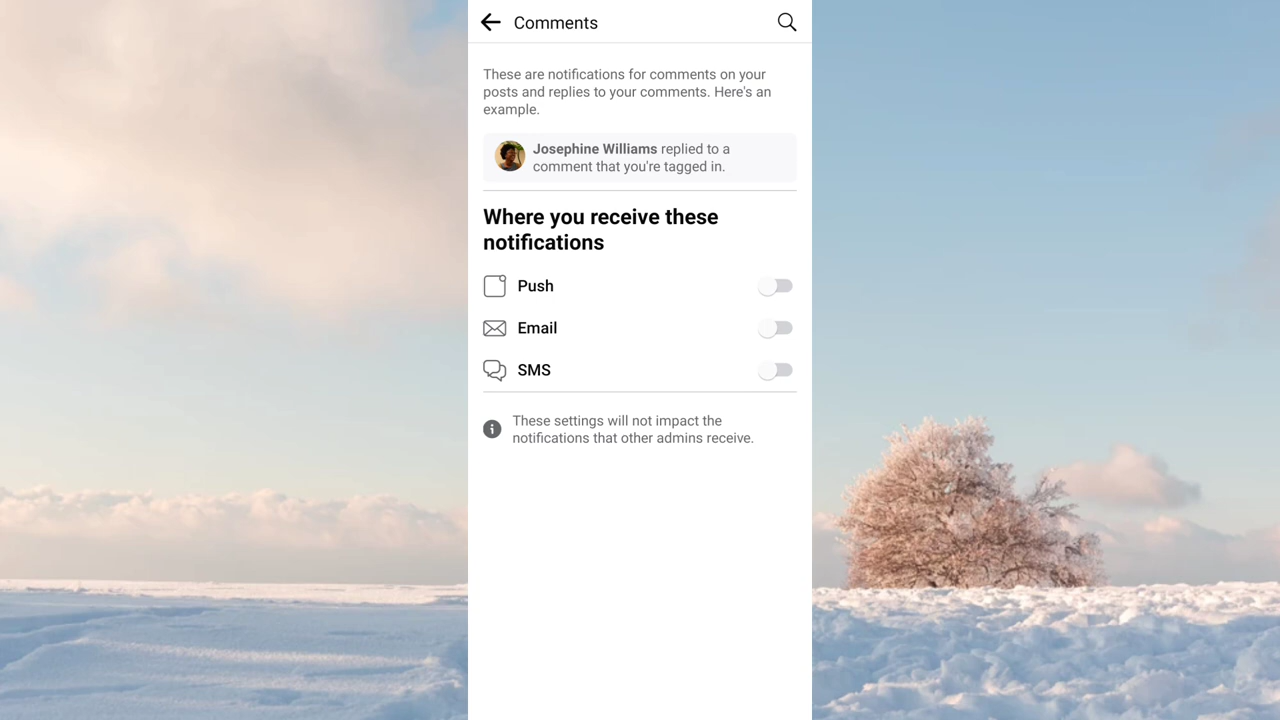 Comments
These are notifications for comments on your
posts and replies to your comments. Here's an
example.
Josephine Williams replied to a
comment that you're tagged in.
Where you receive these
notifications
Push
Email
SMS
These settings will not impact the
notifications that other admins receive.